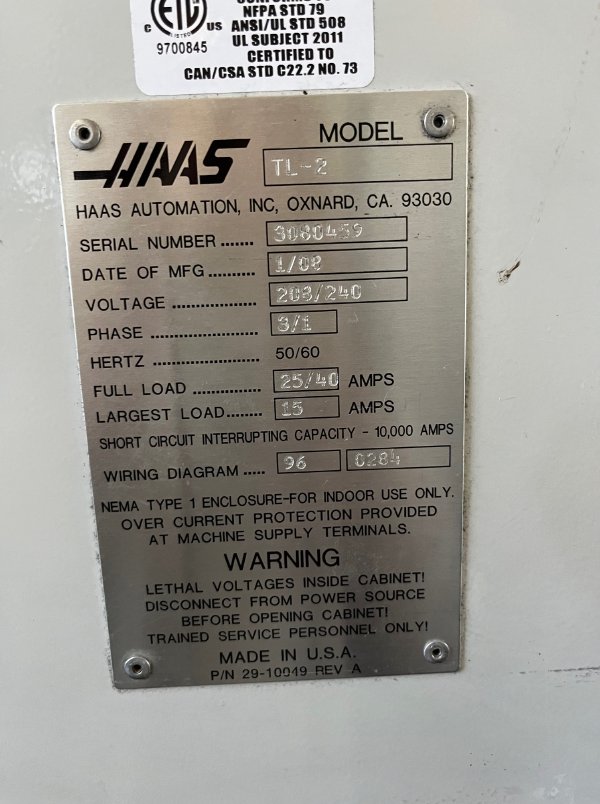 c ETL us
LISTED
9700845
NFPA STD 79
ANSI/UL STD 508
UL SUBJECT 2011
CERTIFIED TO
CAN/CSA STD C22.2 NO. 73
HAAS
MODEL
TL-2
HAAS AUTOMATION, INC, OXNARD, CA. 93030
SERIAL NUMBER ....... 3080459
DATE OF MFG .......... 1/08
VOLTAGE .................. 208/240
PHASE ....................... 3/1
HERTZ ....................... 50/60
FULL LOAD .............. 25/40 AMPS
LARGEST LOAD ....... 15 AMPS
SHORT CIRCUIT INTERRUPTING CAPACITY - 10,000 AMPS
WIRING DIAGRAM ..... 96 0284
NEMA TYPE 1 ENCLOSURE-FOR INDOOR USE ONLY.
OVER CURRENT PROTECTION PROVIDED
AT MACHINE SUPPLY TERMINALS.
WARNING
LETHAL VOLTAGES INSIDE CABINET!
DISCONNECT FROM POWER SOURCE
BEFORE OPENING CABINET!
TRAINED SERVICE PERSONNEL ONLY!
MADE IN U.S.A.
P/N 29-10049 REV A